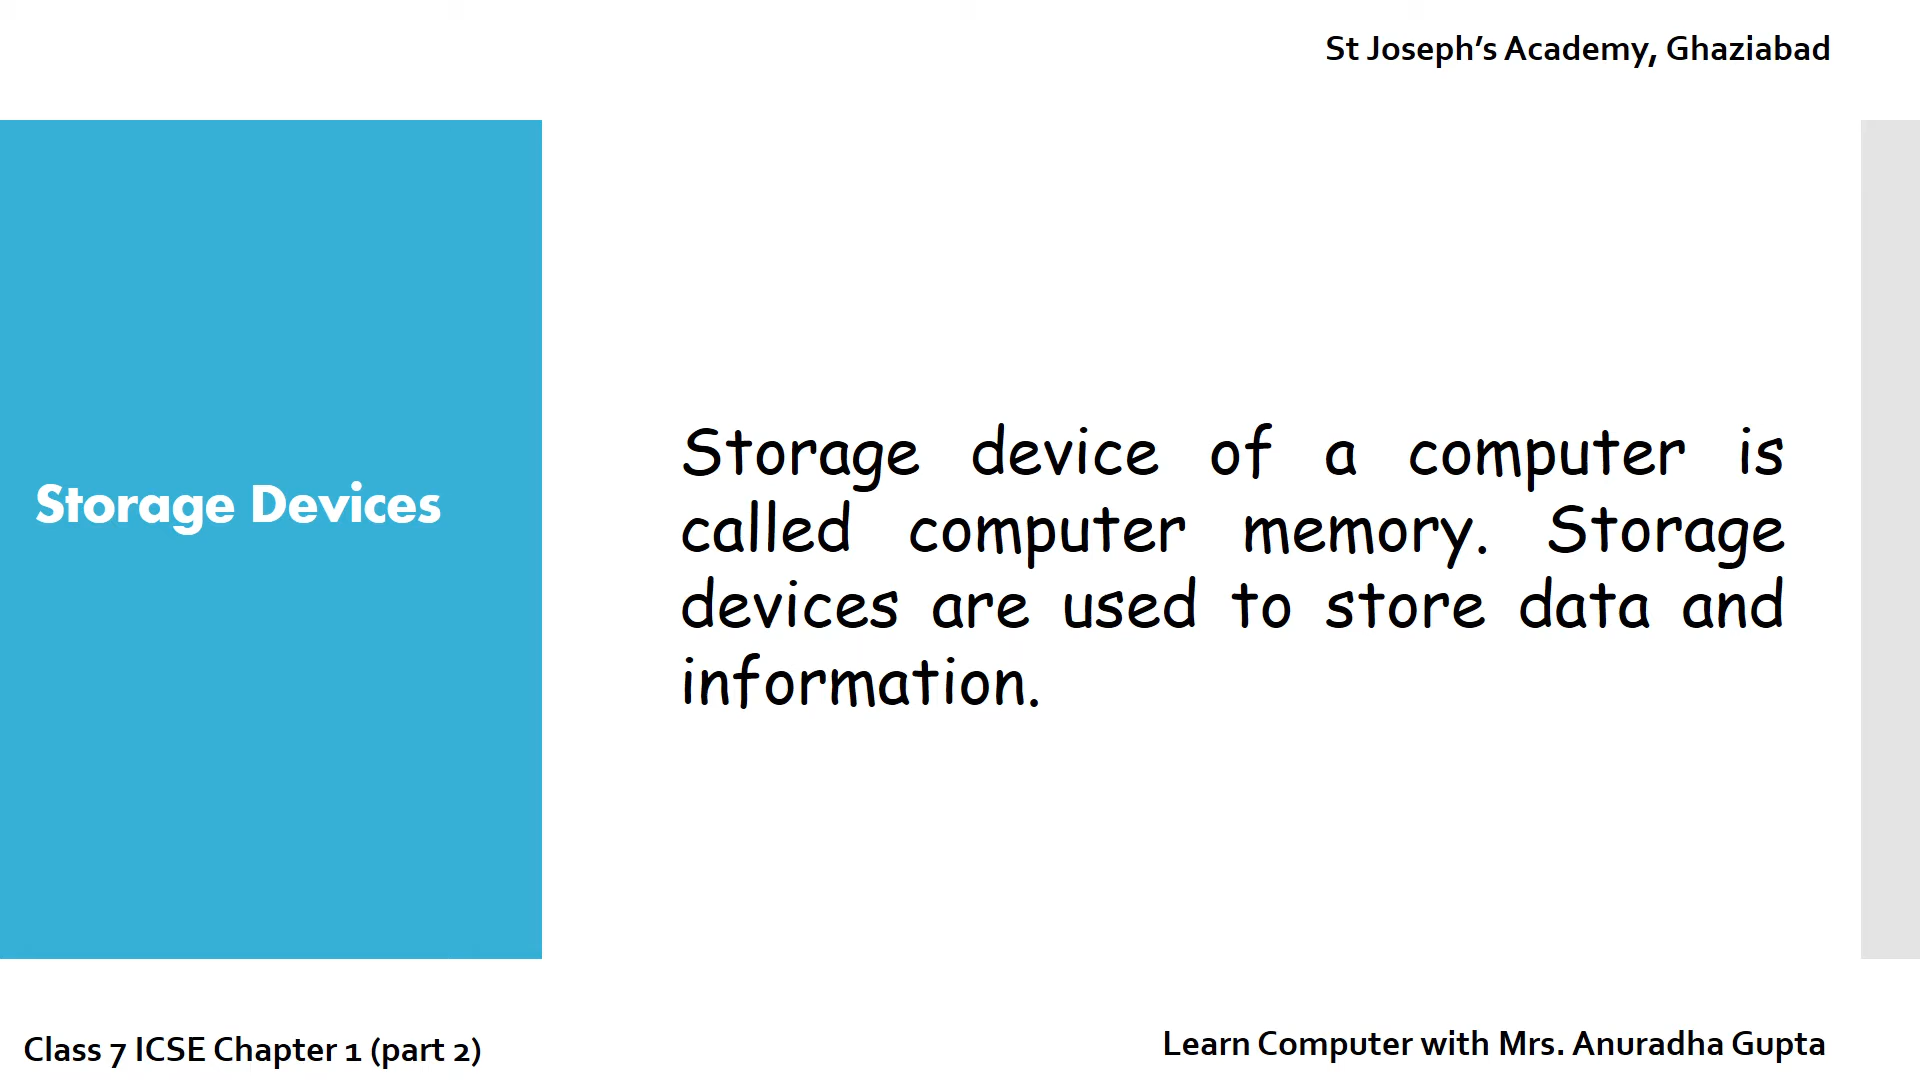 St Joseph’s Academy, Ghaziabad
Storage Devices
Storage device of a computer is
called computer memory. Storage
devices are used to store data and
information.
Class 7 ICSE Chapter 1 (part 2)
Learn Computer with Mrs. Anuradha Gupta